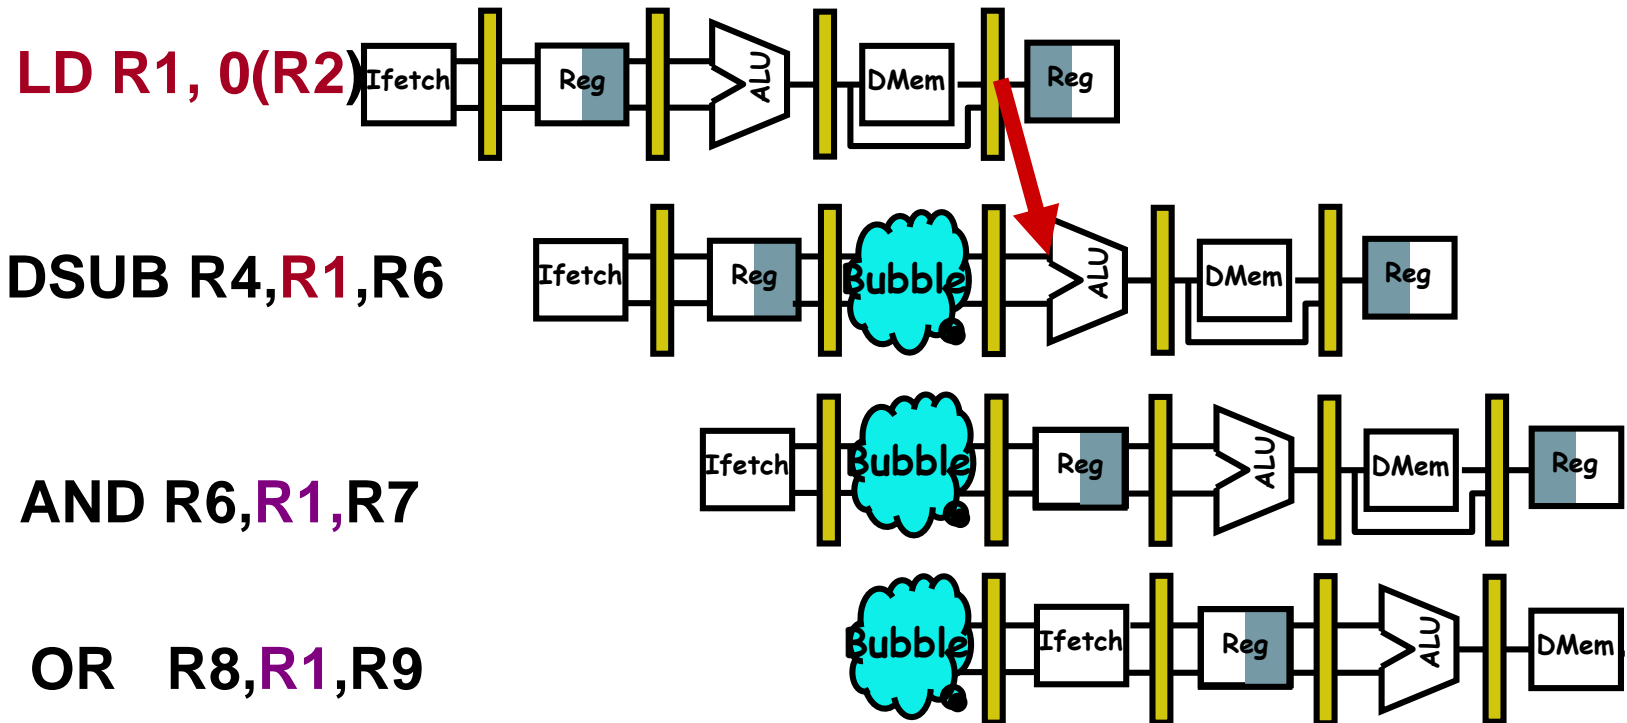 LD R1, 0(R2) Ifetch Reg ALU DMem Reg
DSUB R4,R1,R6 Ifetch Reg Bubble ALU DMem Reg
AND R6,R1,R7 Ifetch Bubble Reg ALU DMem Reg
OR R8,R1,R9 Bubble Ifetch Reg ALU DMem